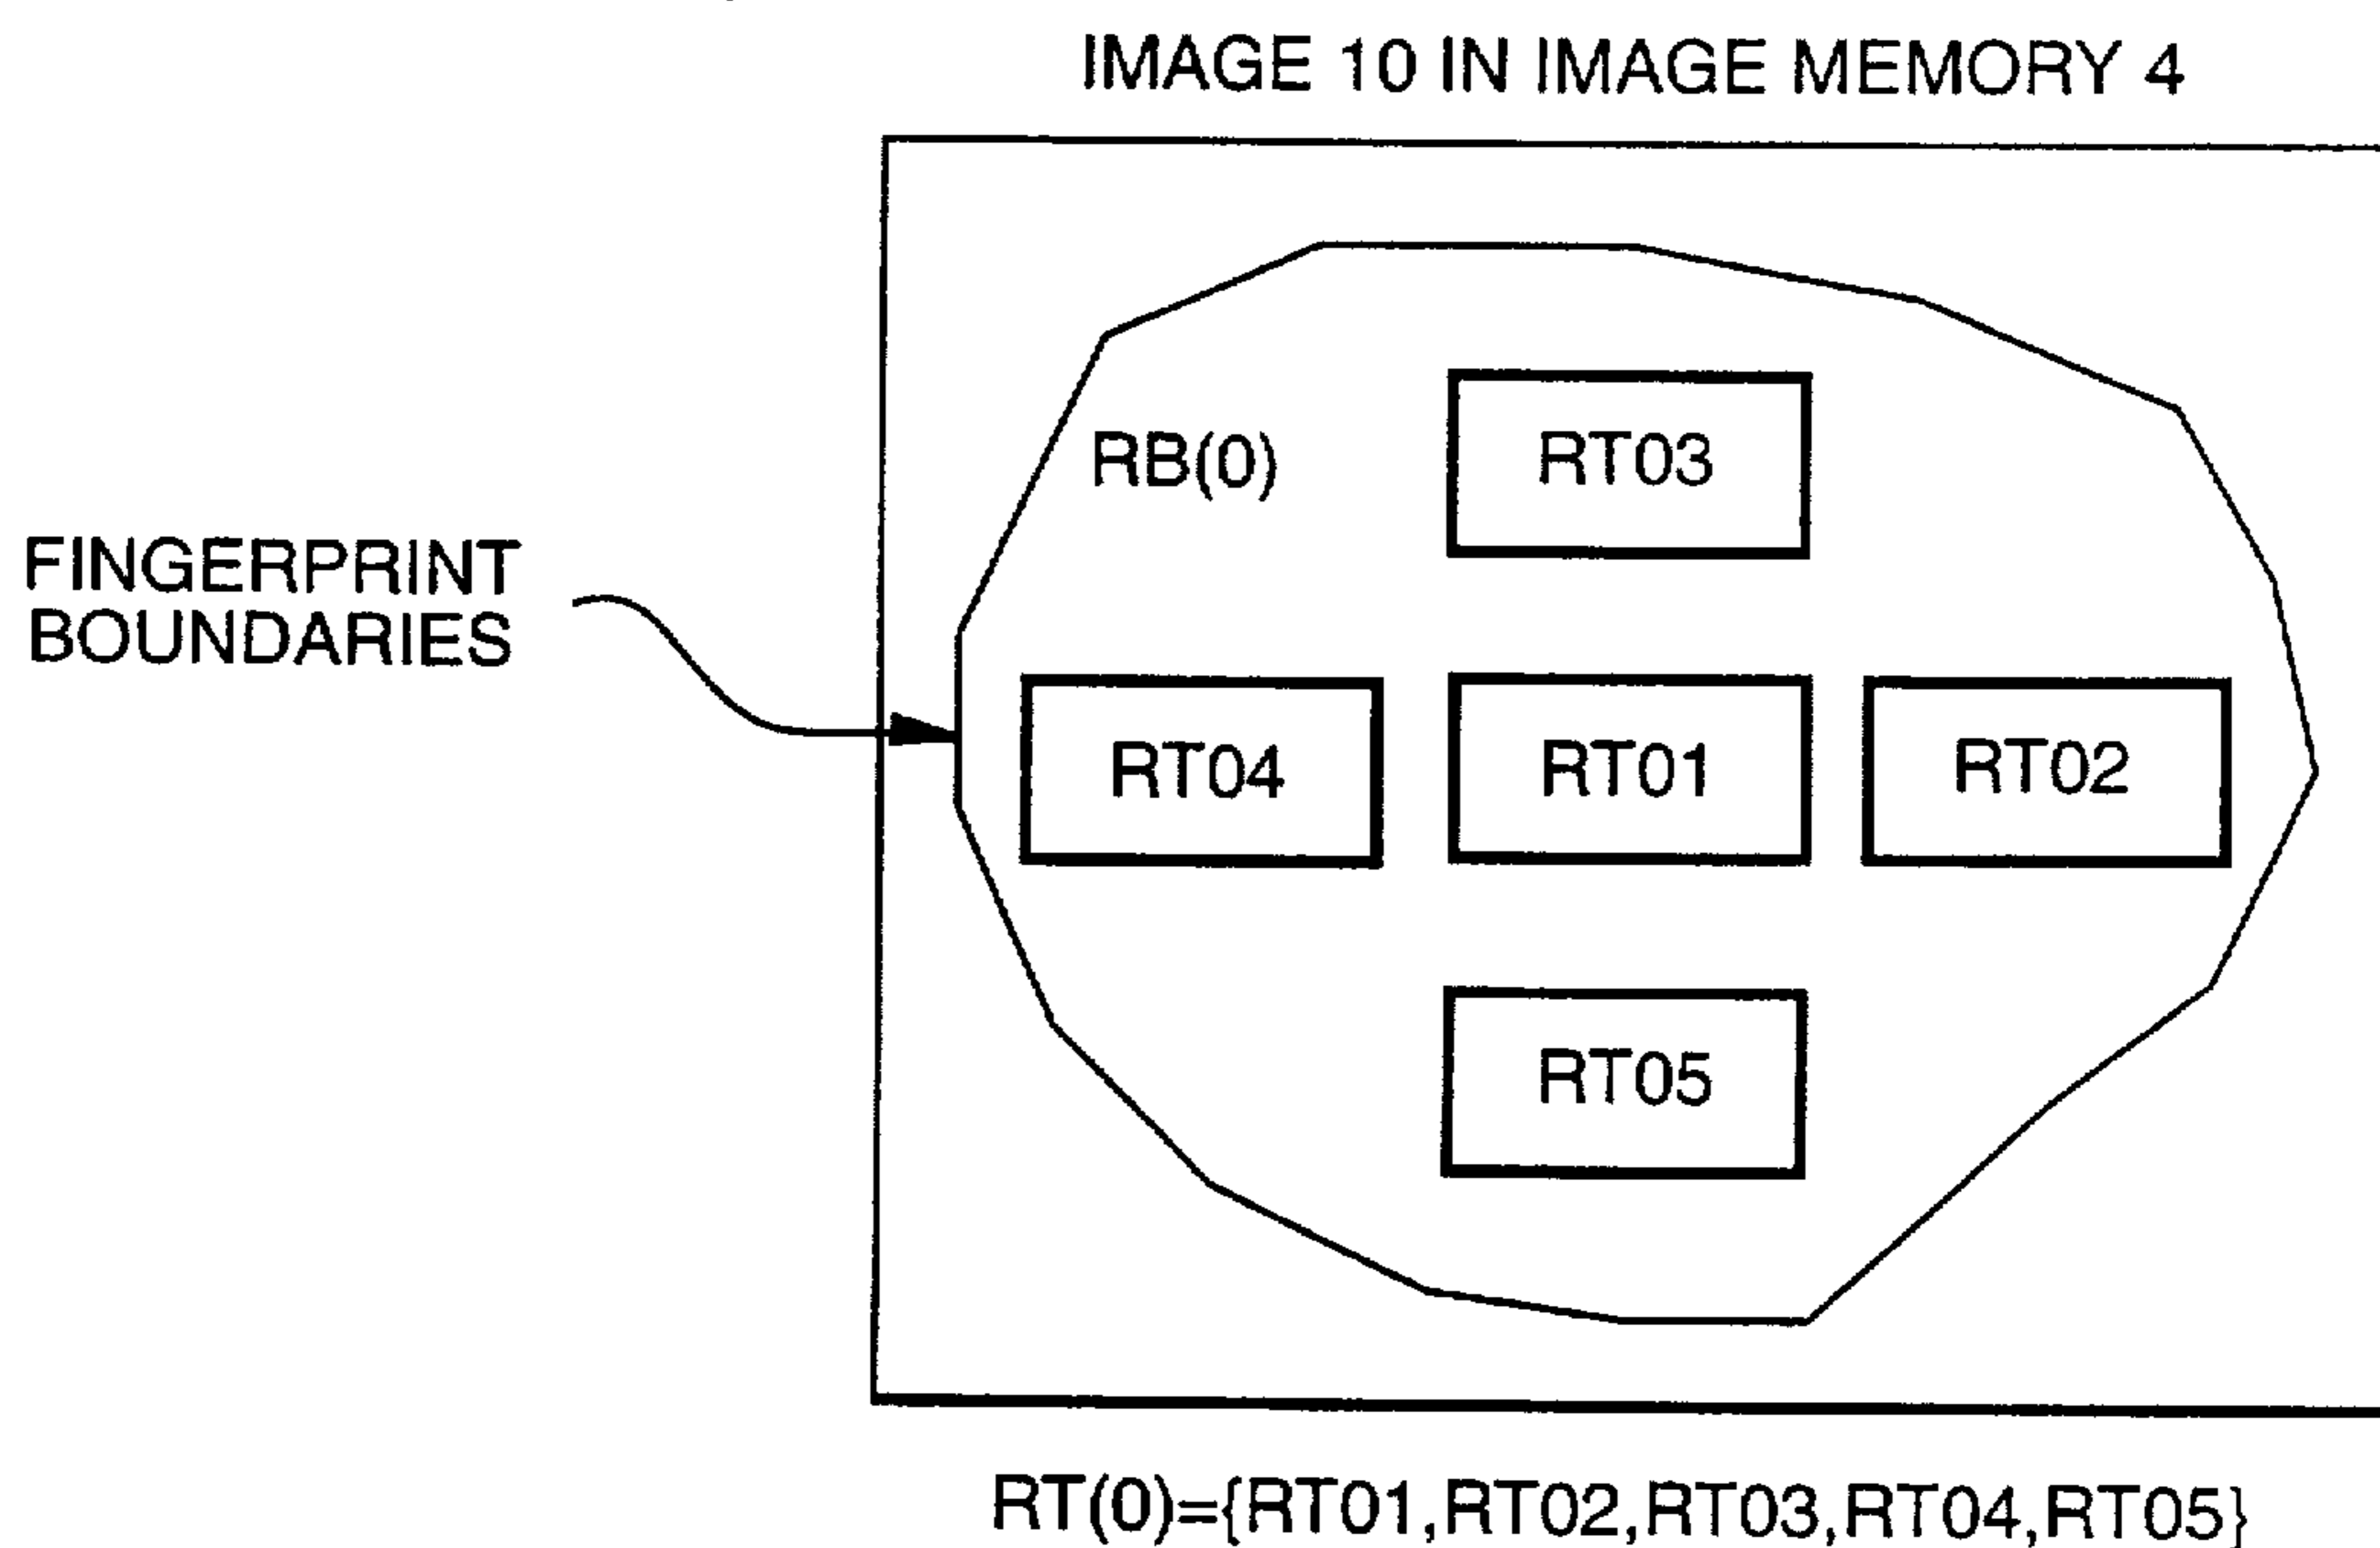 IMAGE 10 IN IMAGE MEMORY 4
RB(0)
RT03
FINGERPRINT
BOUNDARIES
RT04
RT01
RT02
RT05
RT(0)={RT01,RT02,RT03,RT04,RT05}